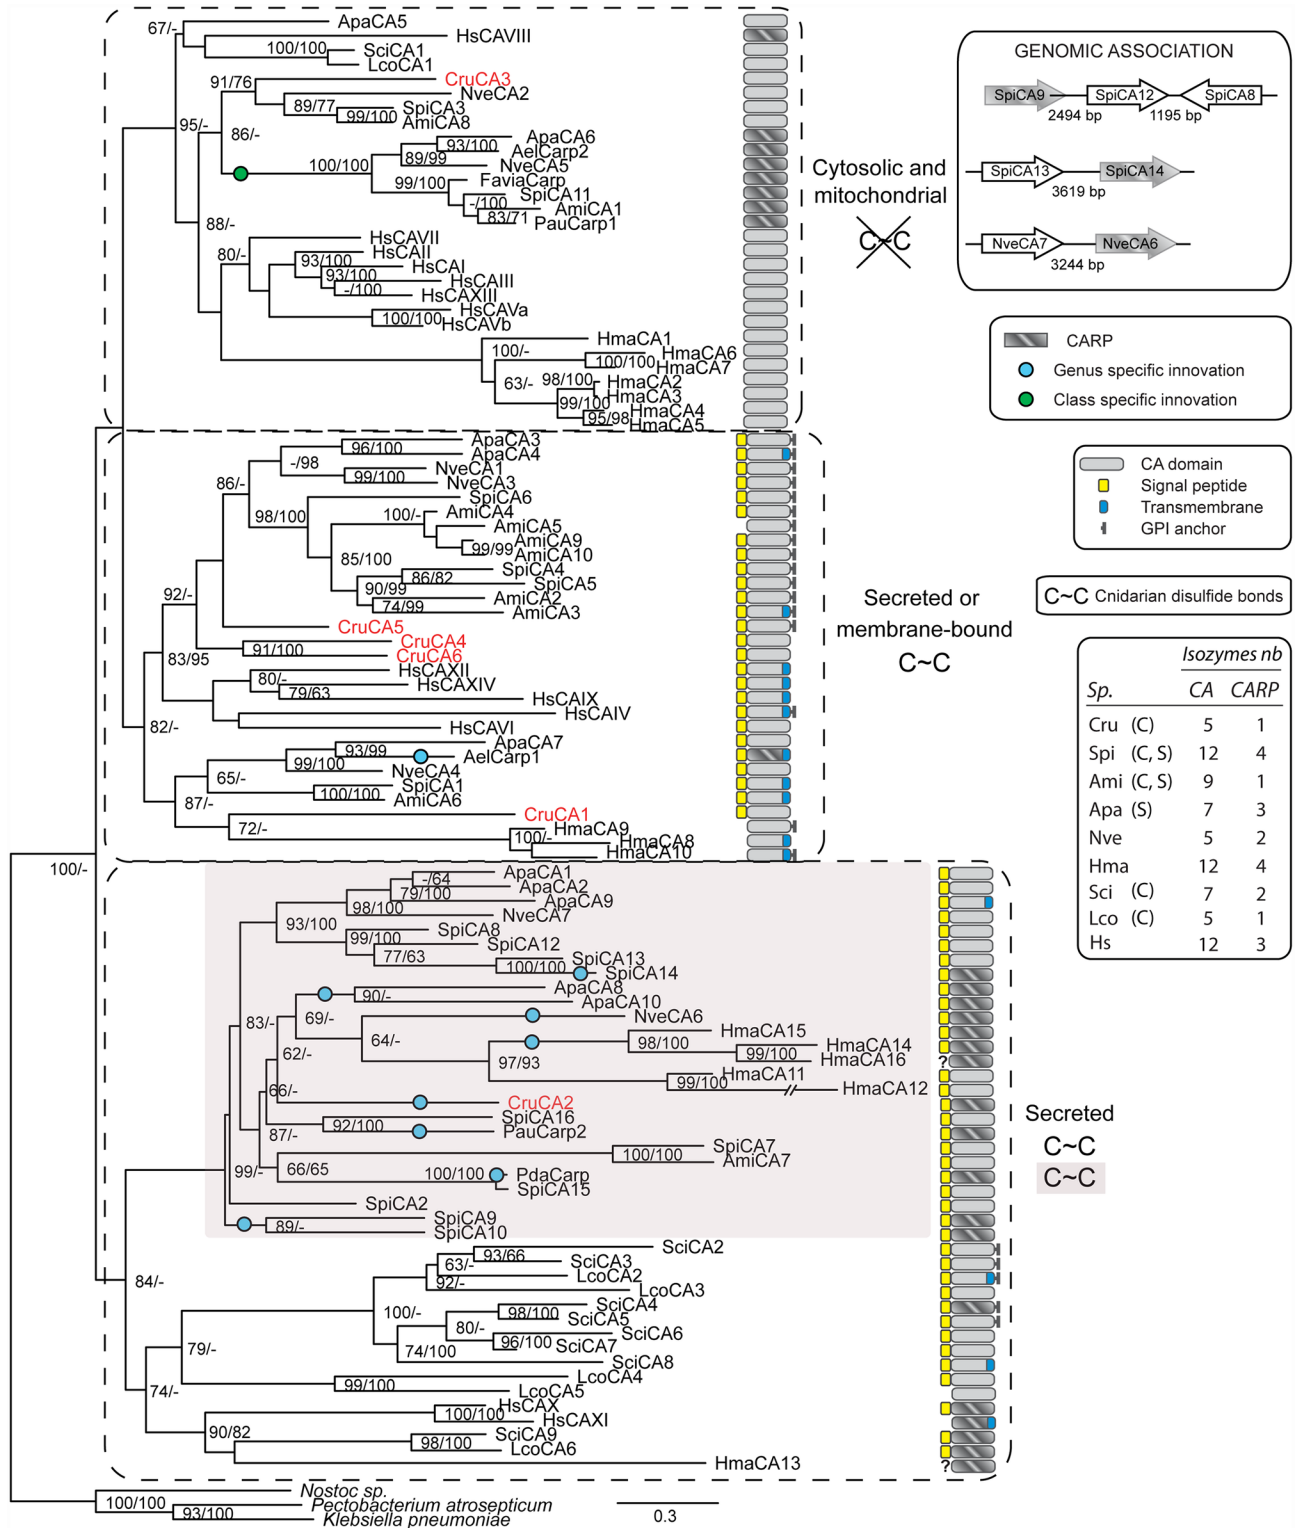 67/-
ApaCA5
HsCAVIII
100/100
SciCA1
LcoCA1
91/76
CruCA3
NveCA2
89/77
SpiCA3
99/100
AmiCA8
95/-
86/-
ApaCA6
93/100
AelCarp2
89/99
NveCA5
100/100
FaviaCarp
99/100
SpiCA11
-/100
AmiCA1
83/71
PauCarp1
88/-
HsCAVII
80/-
HsCAII
93/100
HsCAI
93/100
HsCAIII
-/100
HsCAXIII
HsCAVa
100/100
HsCAVb
HmaCA1
100/-
HmaCA6
100/100
HmaCA7
63/-
98/100
HmaCA2
HmaCA3
99/100
HmaCA4
95/98
HmaCA5
Cytosolic and
mitochondrial
C~C
GENOMIC ASSOCIATION
SpiCA9
SpiCA12
SpiCA8
2494 bp
1195 bp
SpiCA13
SpiCA14
3619 bp
NveCA7
NveCA6
3244 bp
CARP
Genus specific innovation
Class specific innovation
ApaCA3
96/100
ApaCA4
-/98
NveCA1
99/100
NveCA3
86/-
SpiCA6
98/100
100/-
AmiCA4
AmiCA5
AmiCA9
99/99
AmiCA10
85/100
SpiCA4
86/82
SpiCA5
90/99
AmiCA2
74/99
AmiCA3
92/-
CruCA5
CruCA4
91/100
CruCA6
83/95
HsCAXII
80/-
HsCAXIV
79/63
HsCAIX
HsCAIV
HsCAVI
82/-
ApaCA7
93/99
AelCarp1
99/100
NveCA4
65/-
SpiCA1
100/100
AmiCA6
87/-
CruCA1
72/-
HmaCA9
100/-
HmaCA8
HmaCA10
Secreted or
membrane-bound
C~C
CA domain
Signal peptide
Transmembrane
GPI anchor
C~C Cnidarian disulfide bonds
Isozymes nb
Sp. CA CARP
Cru (C) 5 1
Spi (C, S) 12 4
Ami (C, S) 9 1
Apa (S) 7 3
Nve 5 2
Hma 12 4
Sci (C) 7 2
Lco (C) 5 1
Hs 12 3
100/-
ApaCA1
-/64
ApaCA2
79/100
ApaCA9
98/100
NveCA7
93/100
SpiCA8
99/100
SpiCA12
77/63
SpiCA13
100/100
SpiCA14
ApaCA8
90/-
ApaCA10
69/-
NveCA6
83/-
64/-
HmaCA15
98/100
HmaCA14
99/100
HmaCA16
62/-
97/93
HmaCA11
99/100
HmaCA12
66/-
CruCA2
SpiCA16
92/100
PauCarp2
87/-
SpiCA7
100/100
AmiCA7
99/-
66/65
100/100
PdaCarp
SpiCA15
SpiCA2
SpiCA9
89/-
SpiCA10
?
Secreted
C~C
C~C
84/-
SciCA2
93/66
63/-
SciCA3
LcoCA2
92/-
LcoCA3
100/-
SciCA4
98/100
SciCA5
80/-
SciCA6
96/100
SciCA7
74/100
SciCA8
79/-
LcoCA4
99/100
LcoCA5
74/-
HsCAX
100/100
HsCAXI
90/82
SciCA9
98/100
LcoCA6
HmaCA13
?
Nostoc sp.
100/100
Pectobacterium atrosepticum
93/100
Klebsiella pneumoniae
0.3